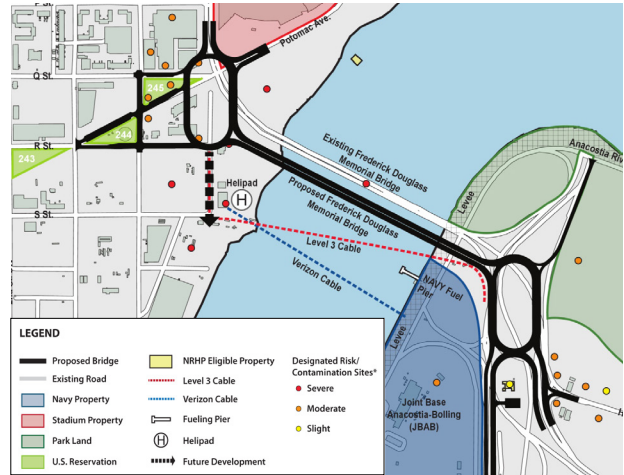 P St.
Potomac Ave.
Q St.
245
244
R St.
243
Existing Frederick Douglass
Memorial Bridge
Anacostia Riv
Levee
Helipad
H
Proposed Frederick Douglass
Memorial Bridge
S St.
Level 3 Cable
Verizon Cable
NAVY Fuel
Pier
Levee
Joint Base
Anacostia-Bolling
(JBAB)
H
LEGEND
Proposed Bridge
Existing Road
Navy Property
Stadium Property
Park Land
U.S. Reservation
NRHP Eligible Property
Level 3 Cable
Verizon Cable
Fueling Pier
H
Helipad
Future Development
Designated Risk/
Contamination Sites*
Severe
Moderate
Slight